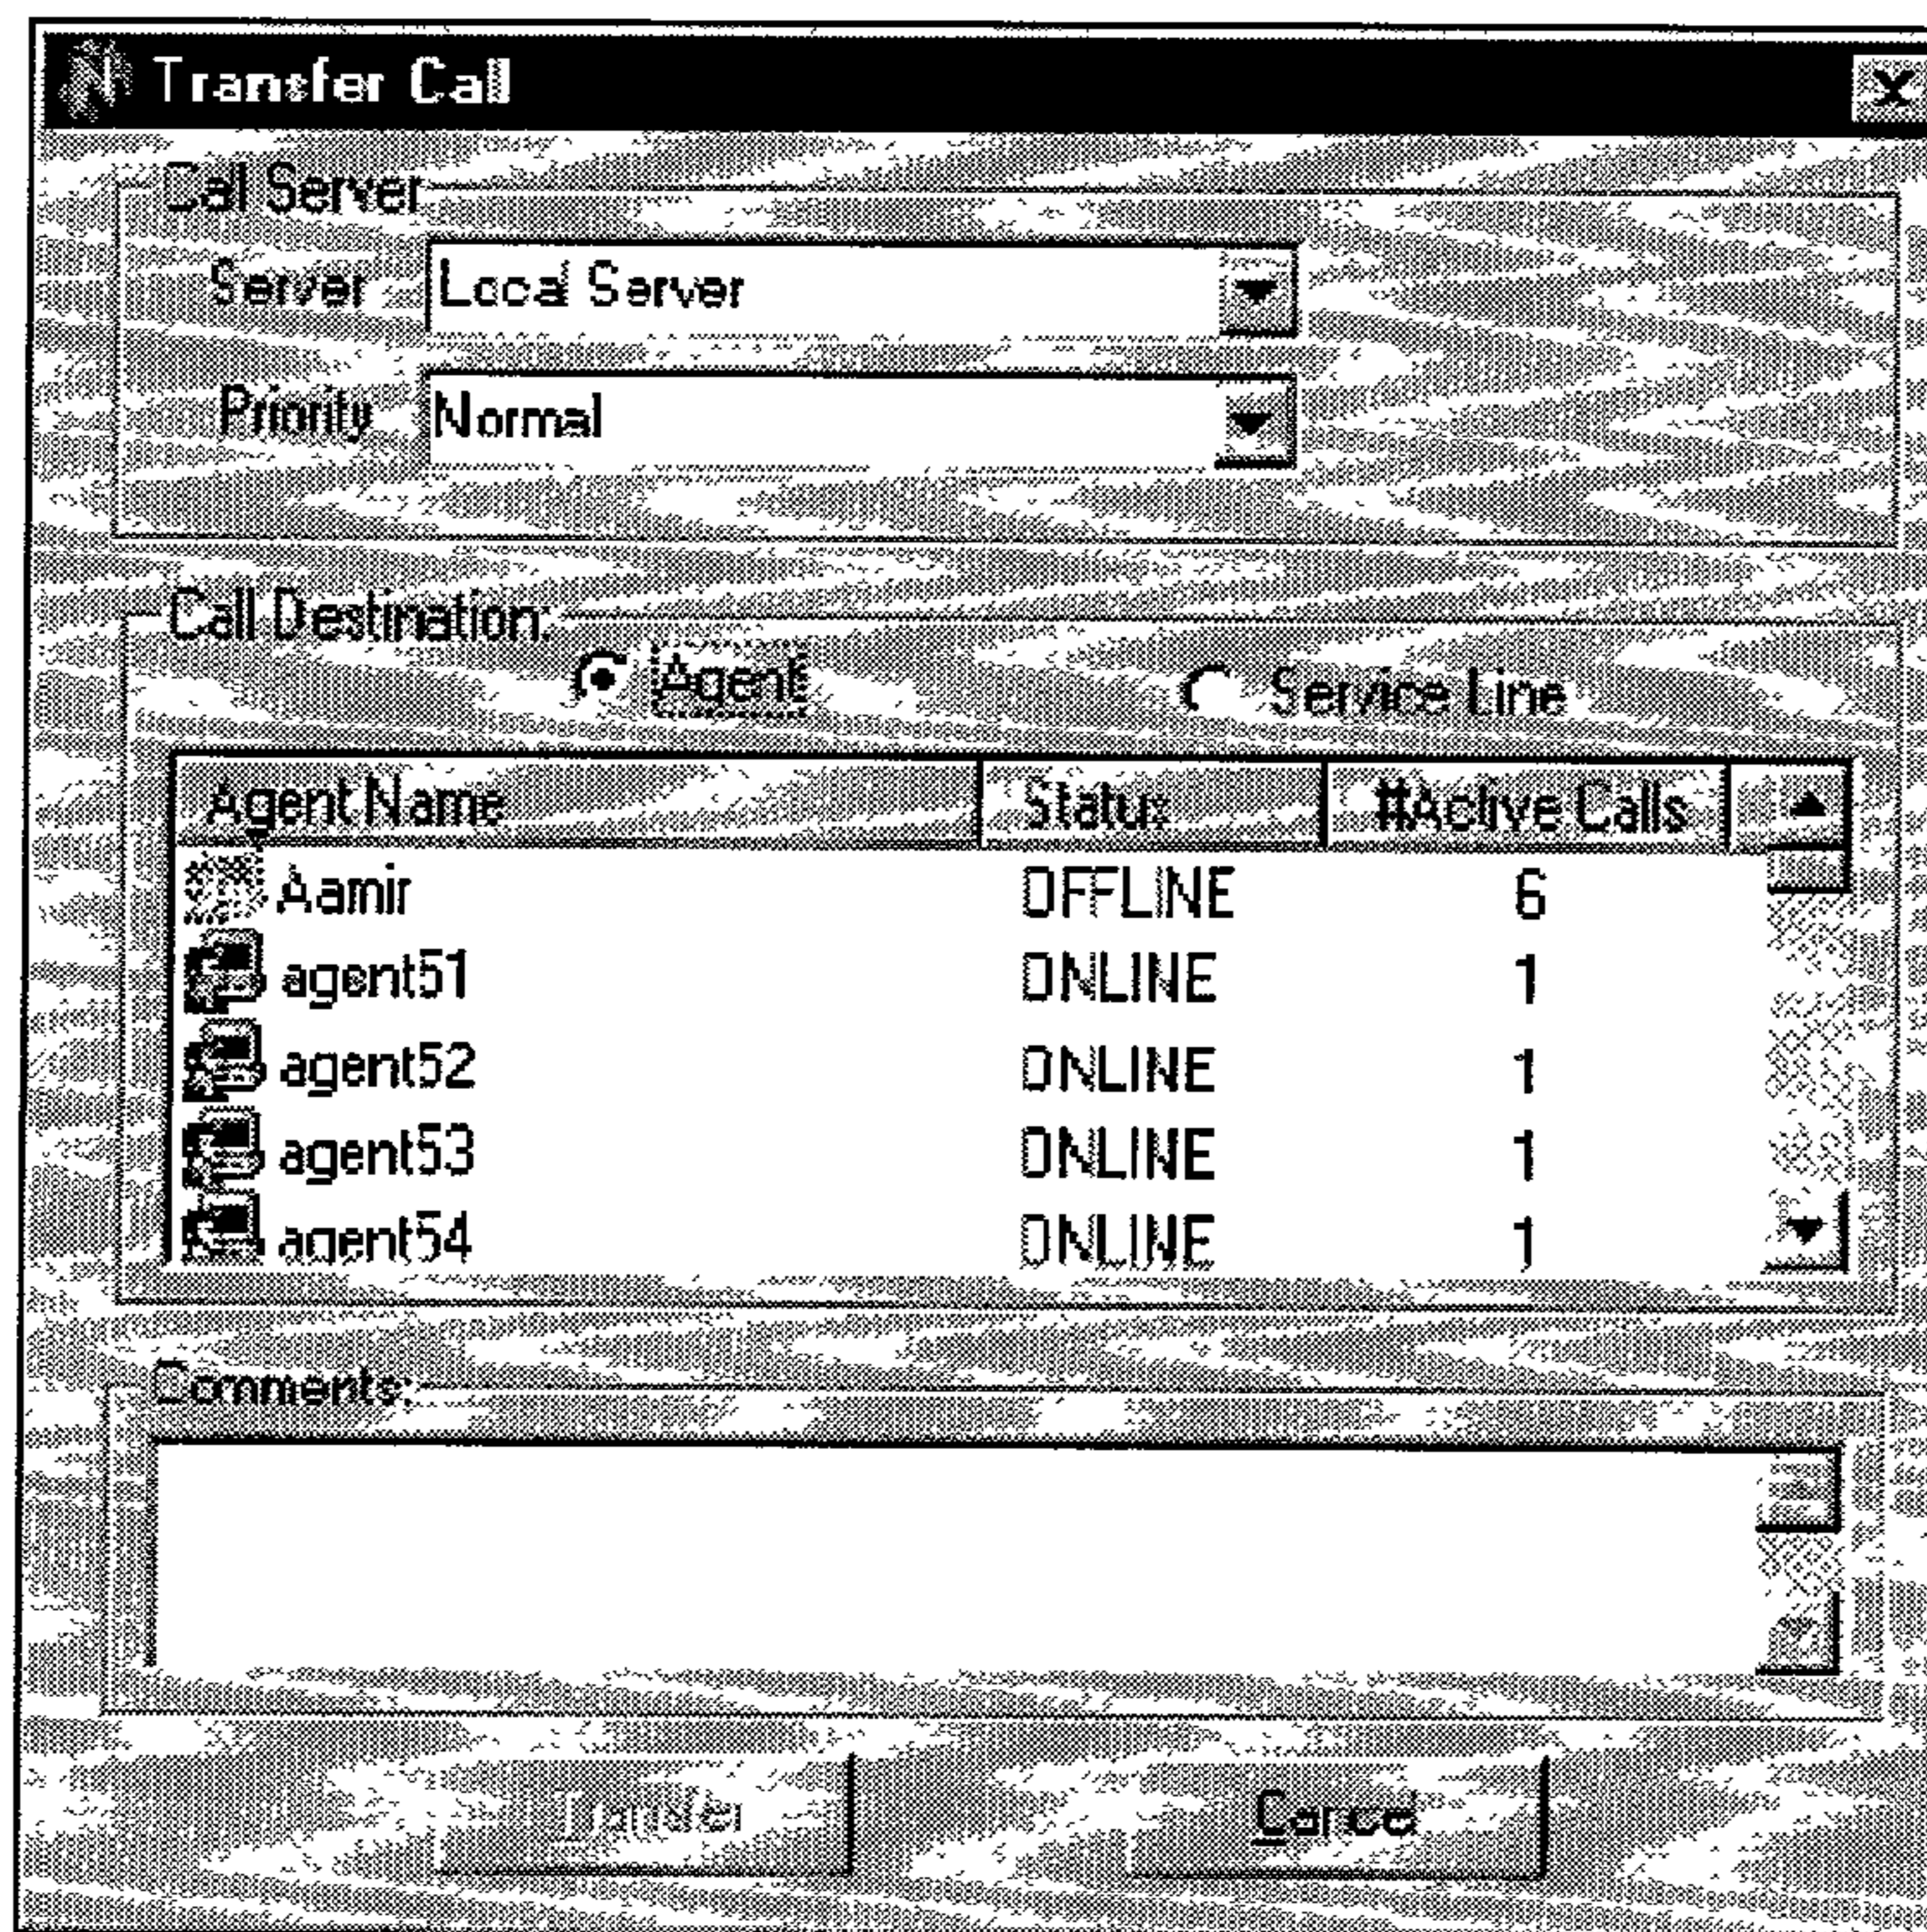 Transfer Call
Call Server
Server Local Server
Priority Normal
Call Destination:
Agent Service Line
Agent Name Status #Active Calls
Aamir OFFLINE 6
agent51 ONLINE 1
agent52 ONLINE 1
agent53 ONLINE 1
agent54 ONLINE 1
Comments:
Transfer Cancel